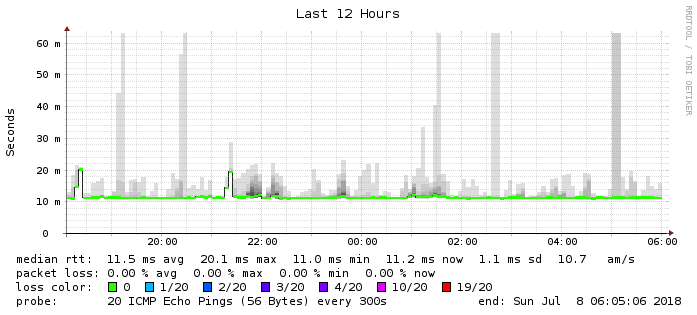 Last 12 Hours
RRDTOOL / TOBI OETIKER
Seconds
60 m
50 m
40 m
30 m
20 m
10 m
0
20:00 22:00 00:00 02:00 04:00 06:00
median rtt: 11.5 ms avg 20.1 ms max 11.0 ms min 11.2 ms now 1.1 ms sd 10.7 am/s
packet loss: 0.00 % avg 0.00 % max 0.00 % min 0.00 % now
loss color: 0 1/20 2/20 3/20 4/20 10/20 19/20
probe: 20 ICMP Echo Pings (56 Bytes) every 300s end: Sun Jul 8 06:05:06 2018